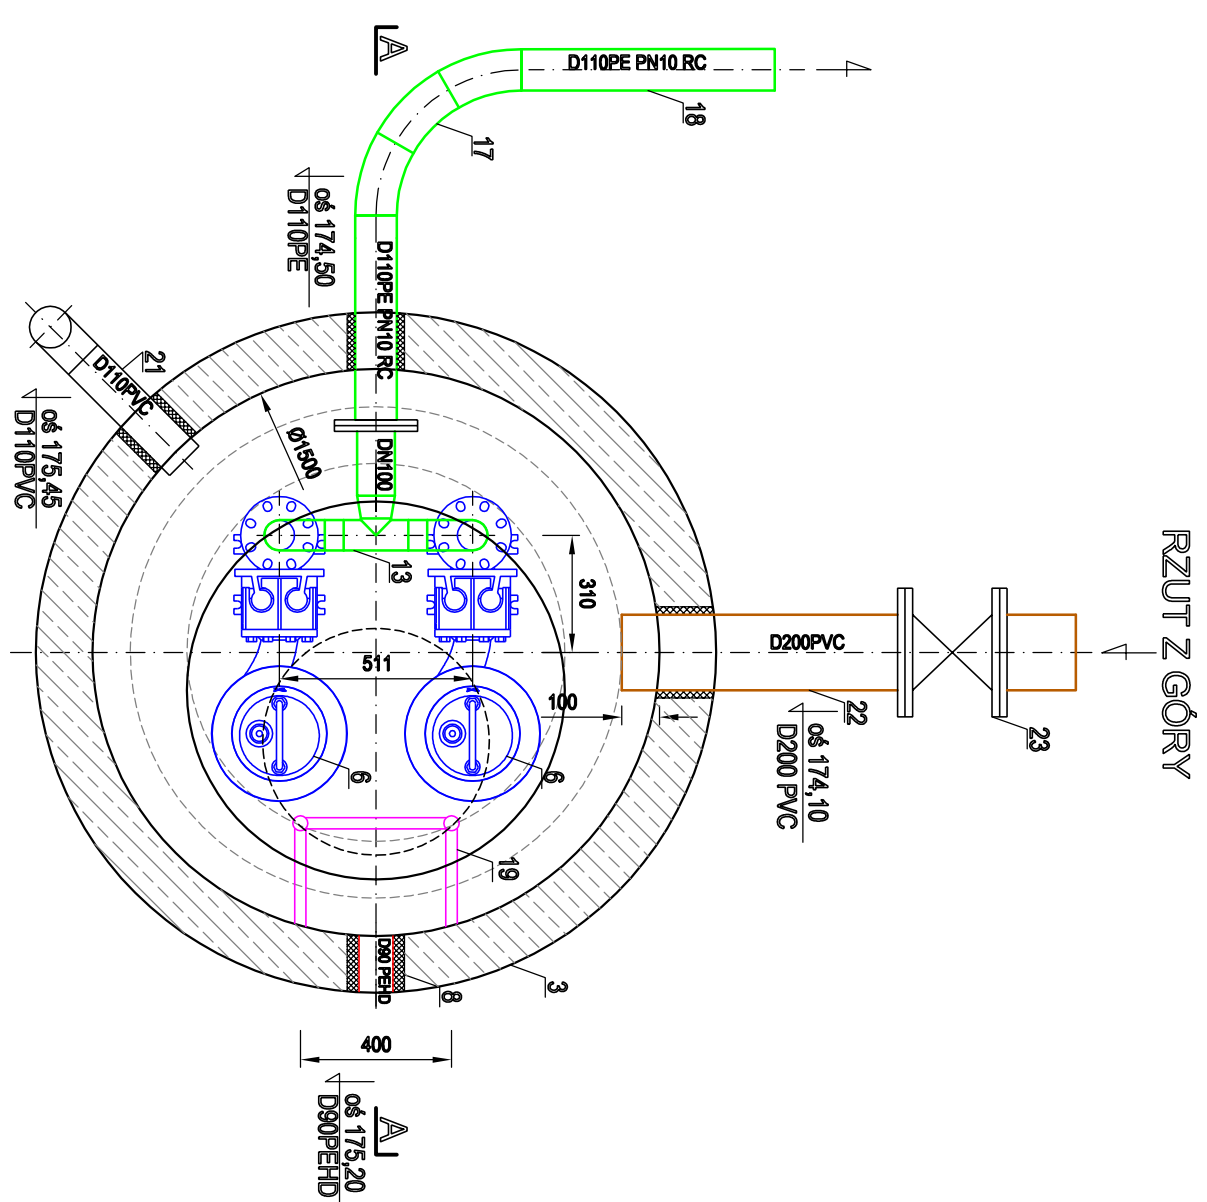 RZUT Z GÓRY
A
D110PE PN10 RC
18
17
oś 174,50
D110PE
D110PE PN10 RC
21
D110PVC
oś 175,45
D110PVC
Ø1500
DN100
13
310
511
100
D200PVC
22
23
oś 174,10
D200 PVC
6
6
19
D90 PEHD
8
3
400
A
oś 175,20
D90PEHD